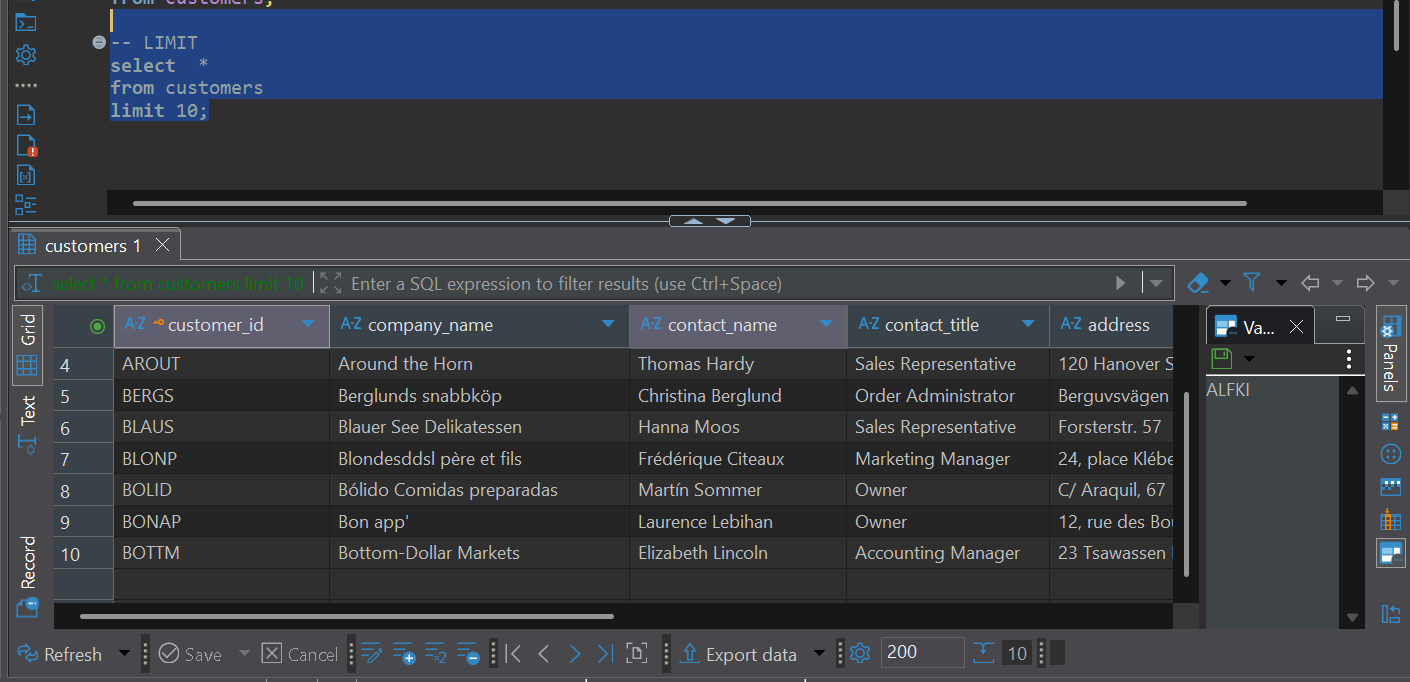 from customers;
-- LIMIT
select *
from customers
limit 10;
customers 1
select * from customers limit 10
Enter a SQL expression to filter results (use Ctrl+Space)
Grid
Text
Record
A-Z customer_id A-Z company_name A-Z contact_name A-Z contact_title A-Z address
4 AROUT Around the Horn Thomas Hardy Sales Representative 120 Hanover S
5 BERGS Berglunds snabbköp Christina Berglund Order Administrator Berguvsvägen
6 BLAUS Blauer See Delikatessen Hanna Moos Sales Representative Forsterstr. 57
7 BLONP Blondesddsl père et fils Frédérique Citeaux Marketing Manager 24, place Klébe
8 BOLID Bólido Comidas preparadas Martín Sommer Owner C/ Araquil, 67
9 BONAP Bon app' Laurence Lebihan Owner 12, rue des Bou
10 BOTTM Bottom-Dollar Markets Elizabeth Lincoln Accounting Manager 23 Tsawassen
Va...
ALFKI
Panels
Refresh Save Cancel Export data 200 10